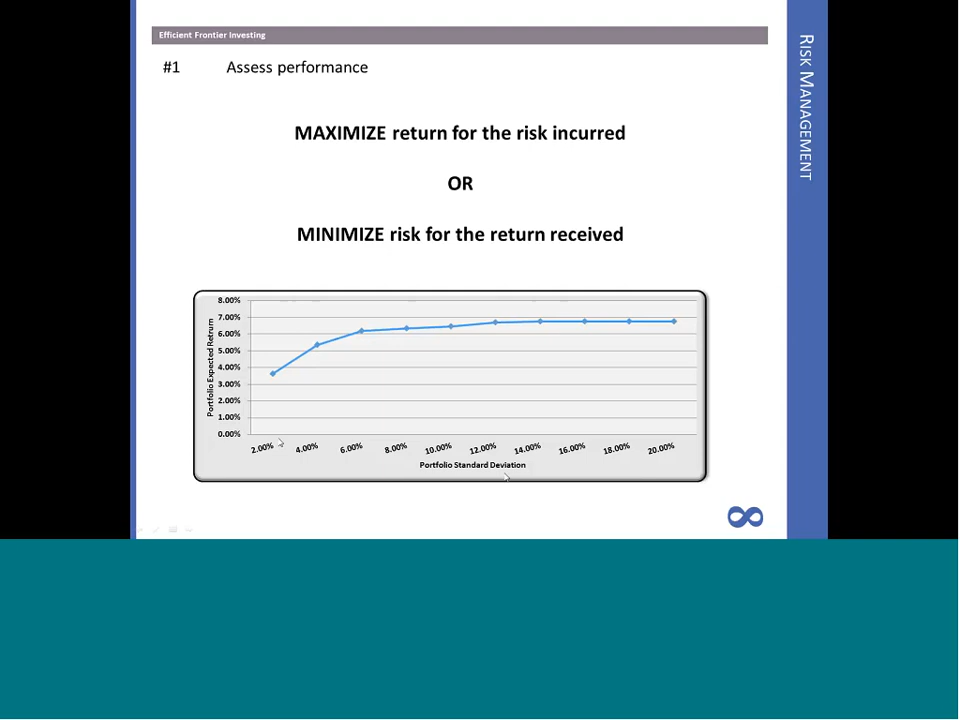 Efficient Frontier Investing
#1 Assess performance
MAXIMIZE return for the risk incurred
OR
MINIMIZE risk for the return received
8.00%
7.00%
6.00%
5.00%
4.00%
3.00%
2.00%
1.00%
0.00%
Portfolio Expected Retrurn
2.00% 4.00% 6.00% 8.00% 10.00% 12.00% 14.00% 16.00% 18.00% 20.00%
Portfolio Standard Deviation
RISK MANAGEMENT
8